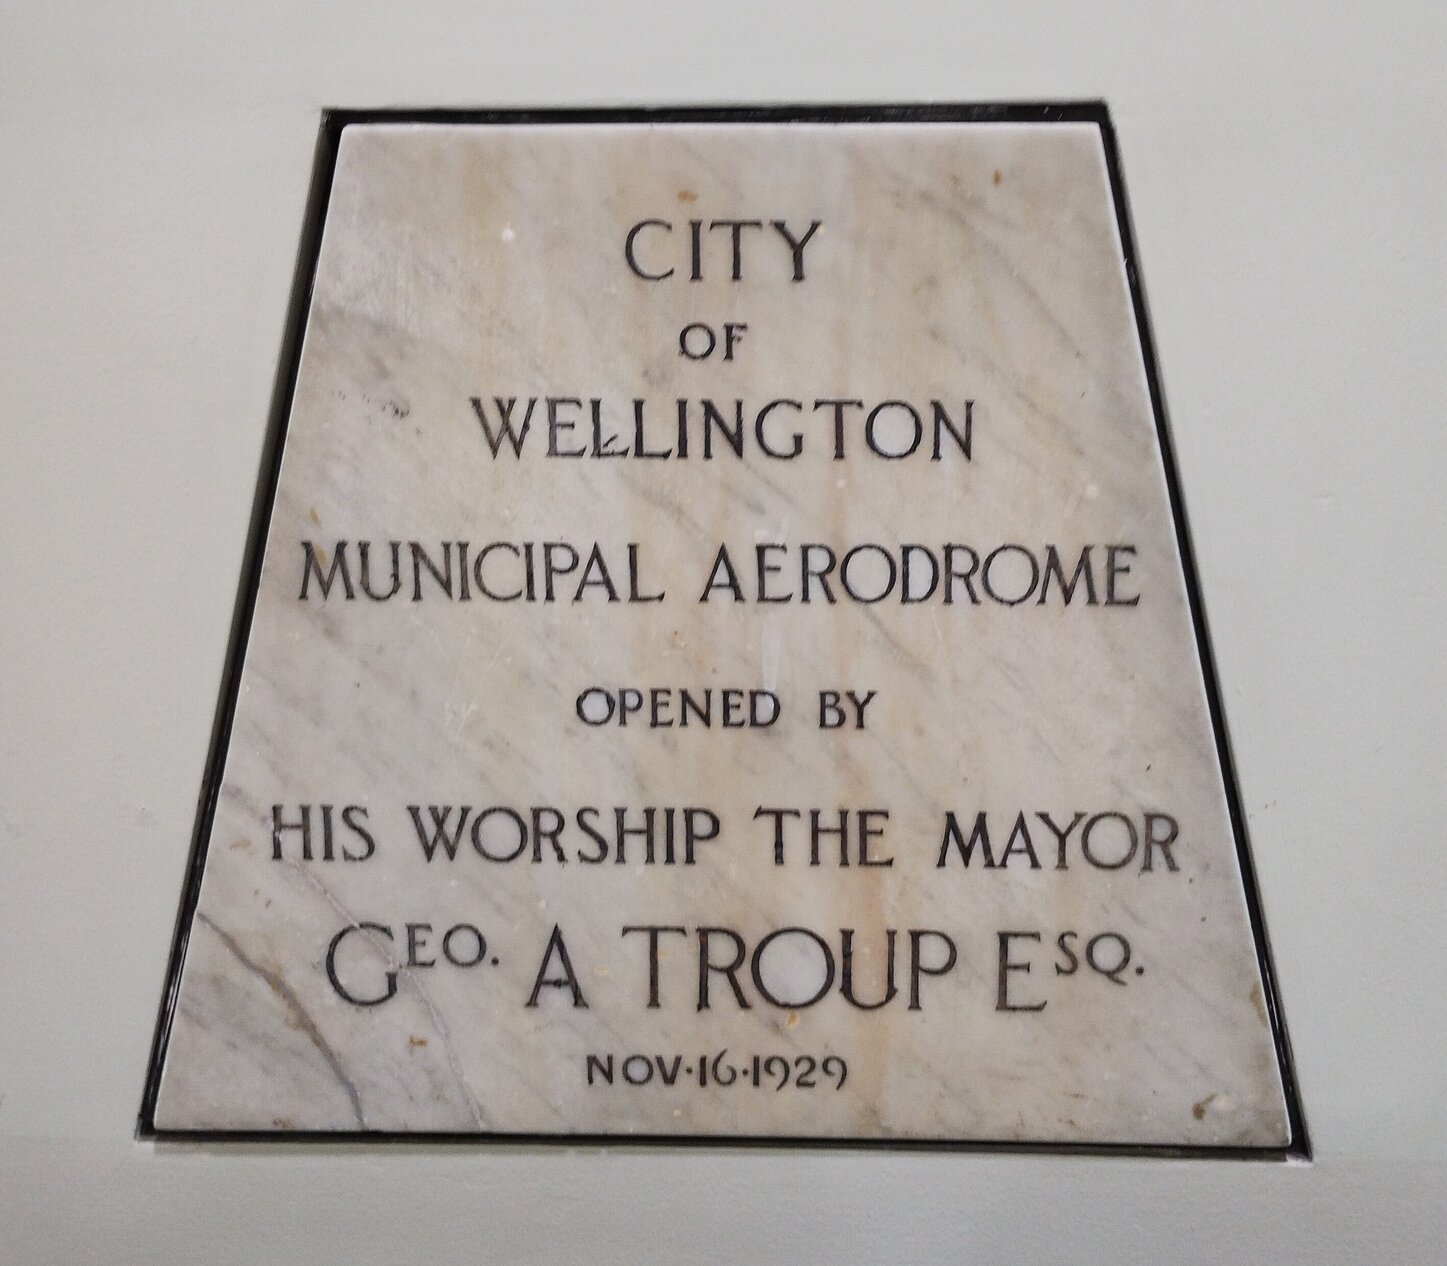 CITY
OF
WELLINGTON
MUNICIPAL AERODROME
OPENED BY
HIS WORSHIP THE MAYOR
GEO. A TROUP ESQ.
NOV·16·1929